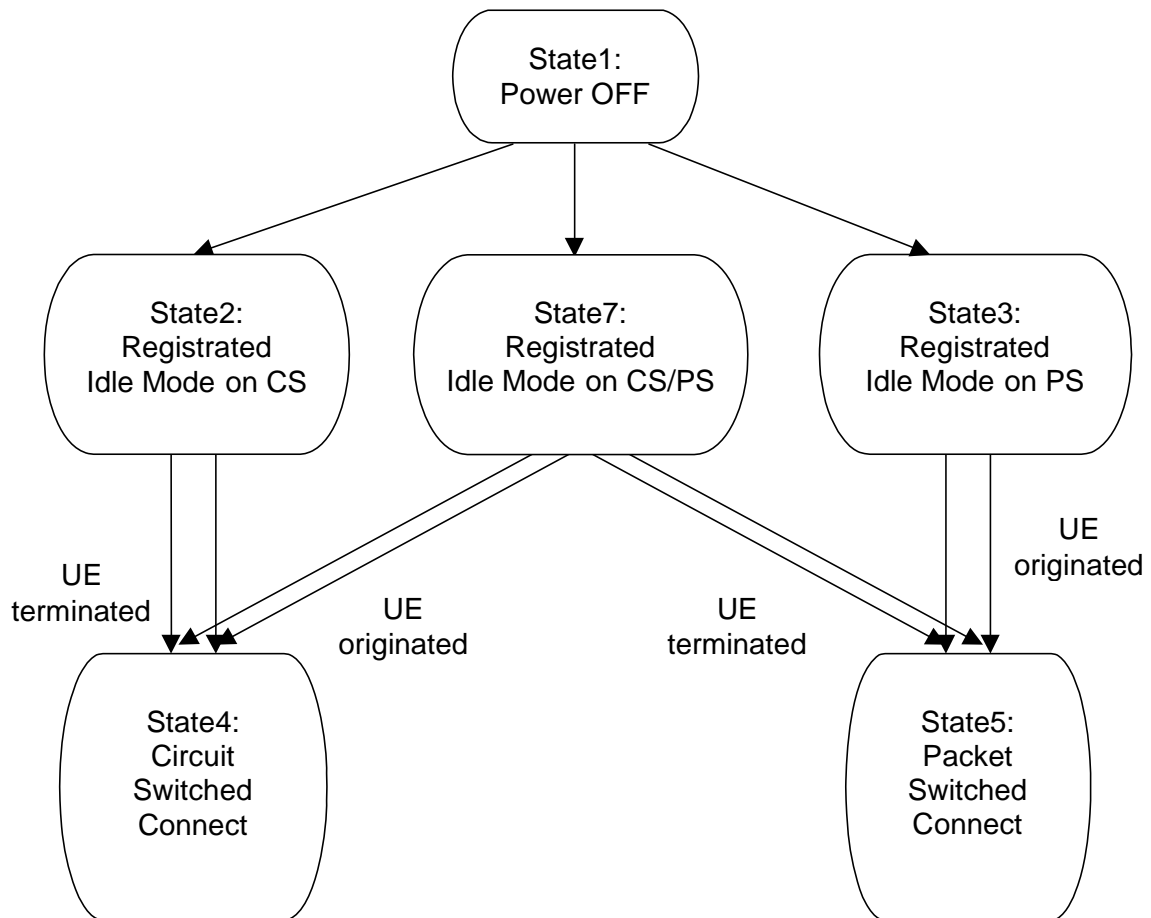 State1:
Power OFF
State2:
Registrated
Idle Mode on CS
State7:
Registrated
Idle Mode on CS/PS
State3:
Registrated
Idle Mode on PS
UE
terminated
UE
originated
UE
terminated
UE
originated
State4:
Circuit
Switched
Connect
State5:
Packet
Switched
Connect